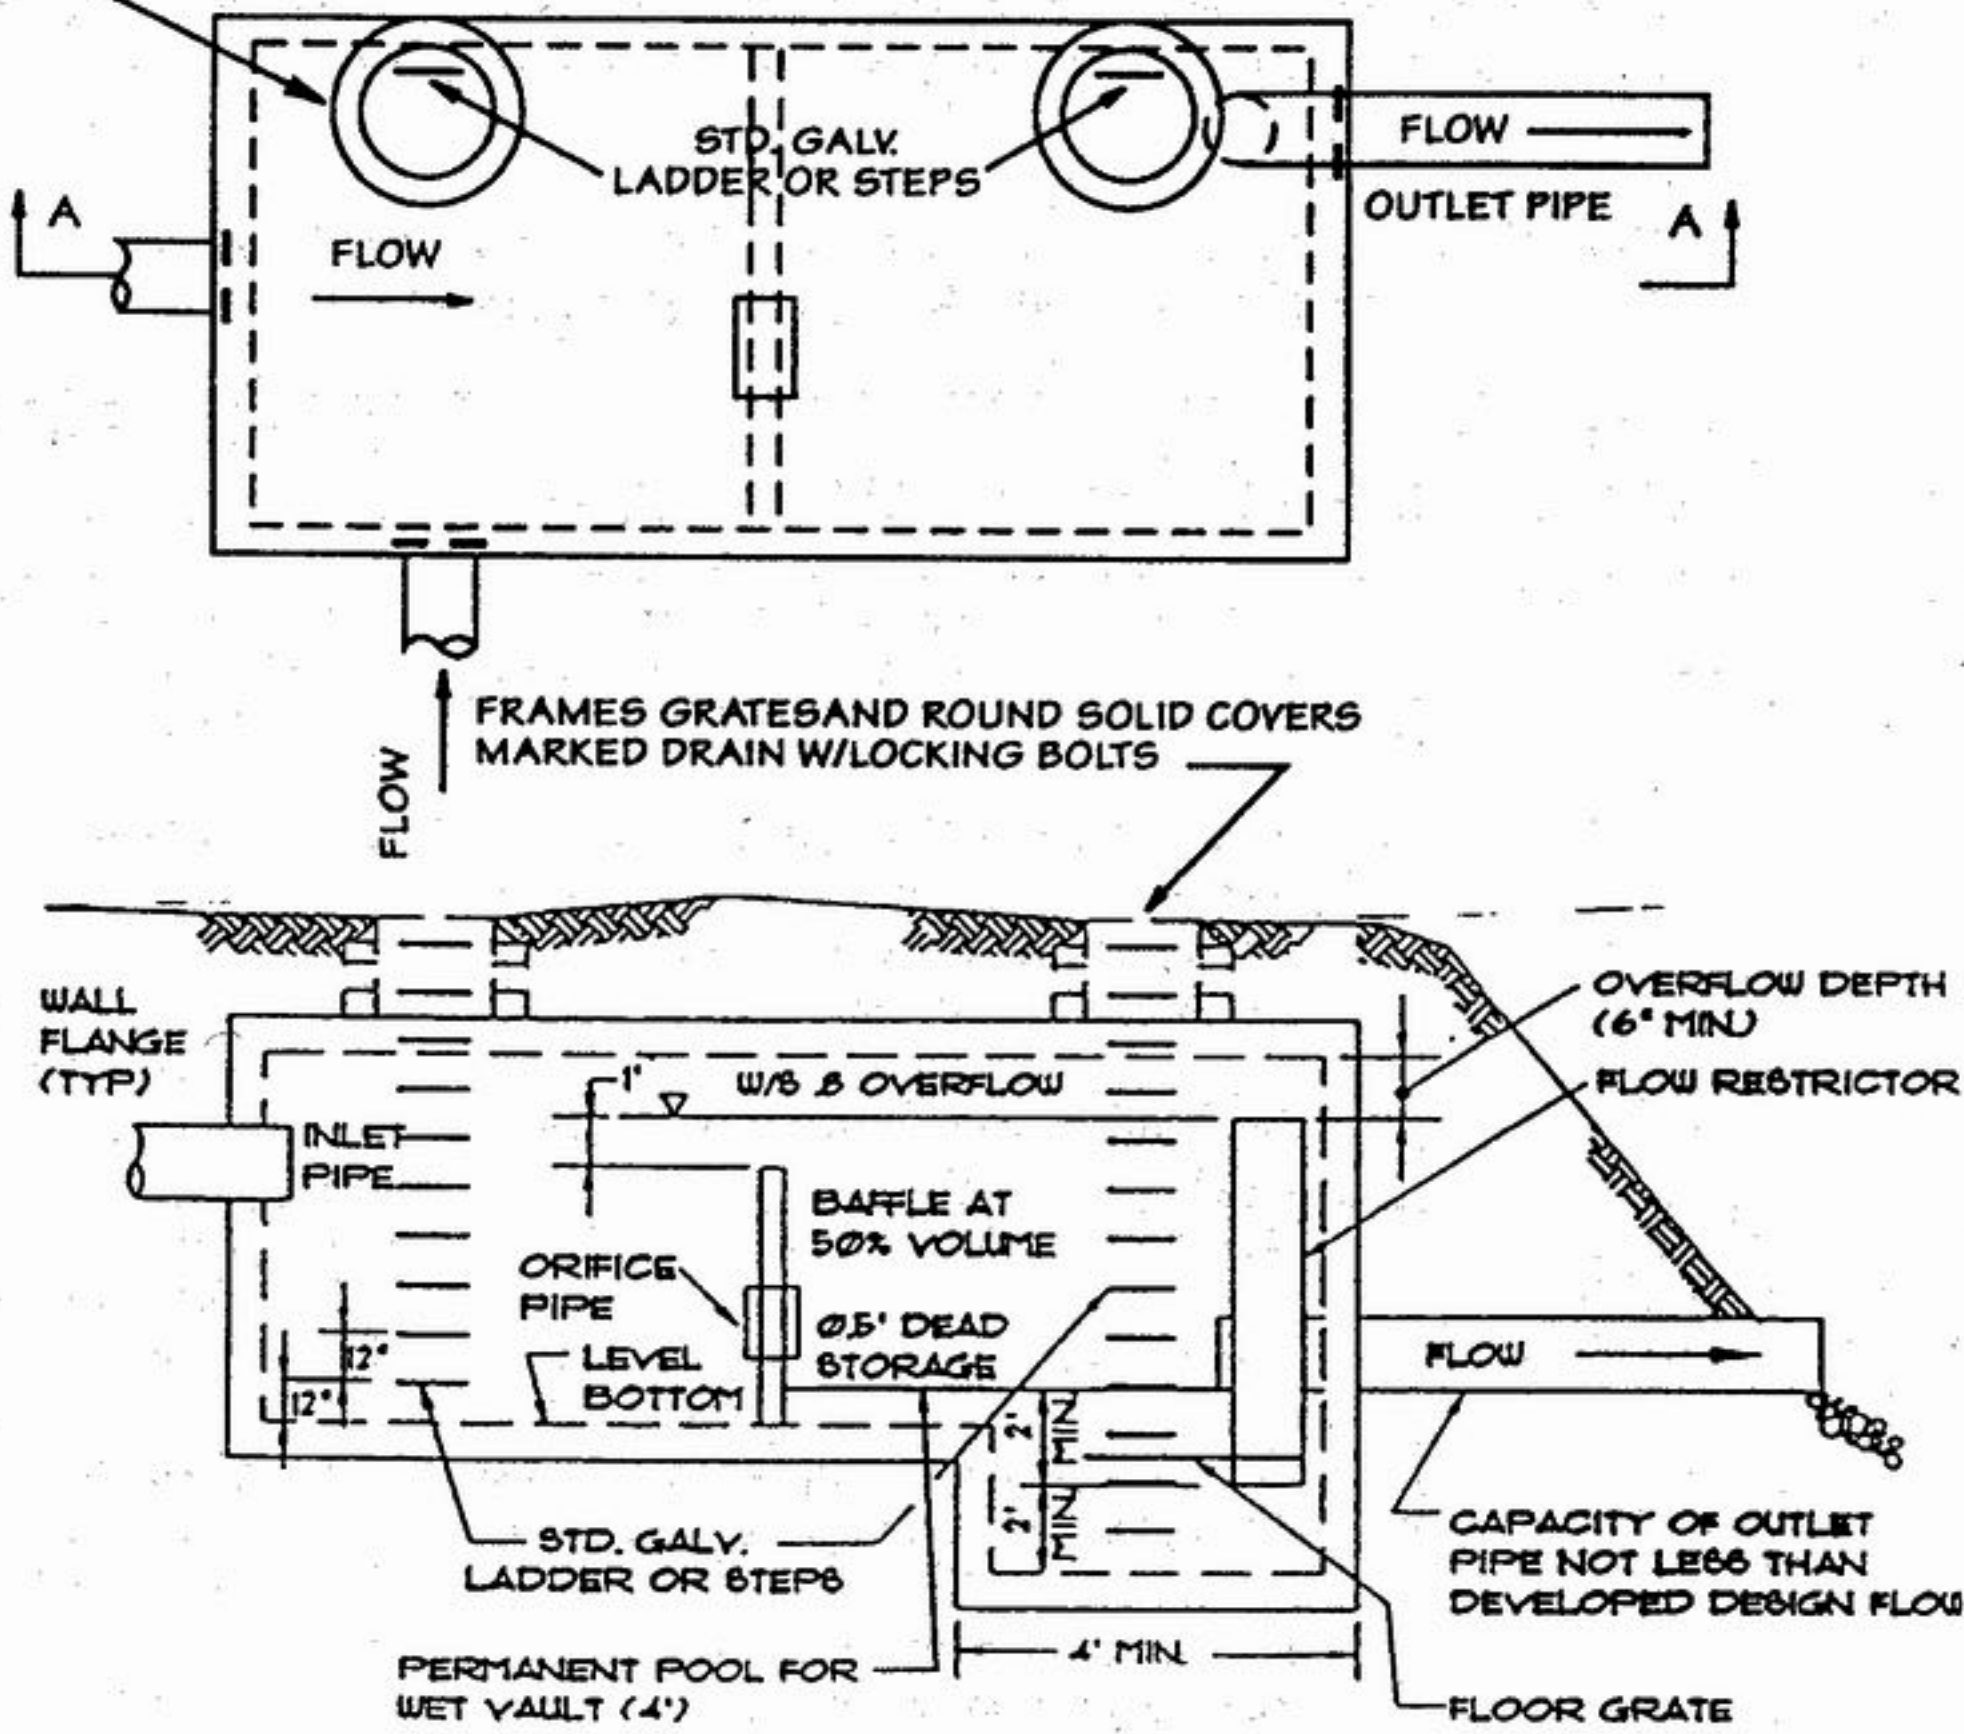 STD. GALV.
LADDER OR STEPS
FLOW
OUTLET PIPE
A
A
FLOW
FLOW
FRAMES GRATESAND ROUND SOLID COVERS
MARKED DRAIN W/LOCKING BOLTS
WALL
FLANGE
(TYP)
OVERFLOW DEPTH
(6" MIN)
FLOW RESTRICTOR
1'
W/S @ OVERFLOW
INLET
PIPE
BAFFLE AT
50% VOLUME
ORIFICE
PIPE
0.5' DEAD
STORAGE
LEVEL
BOTTOM
12"
12"
FLOW
2'
MIN
2'
MIN
STD. GALV.
LADDER OR STEPS
CAPACITY OF OUTLET
PIPE NOT LESS THAN
DEVELOPED DESIGN FLOW
4' MIN.
PERMANENT POOL FOR
WET VAULT (4')
FLOOR GRATE